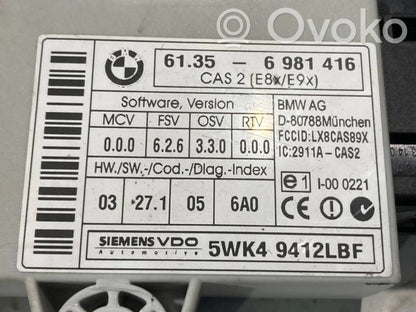 Ovoko
BMW
61.35 - 6 981 416
CAS 2 (E8x/E9x)
Software, Version
MCV FSV OSV RTV
0.0.0 6.2.6 3.3.0 0.0.0
HW./SW.-/Cod.-/Diag.-Index
03 27.1 05 6A0
BMW AG
D-80788München
FCCID:LX8CAS89X
IC:2911A-CAS2
e1 I-00 0221
SIEMENS VDO
Automotive
5WK4 9412LBF